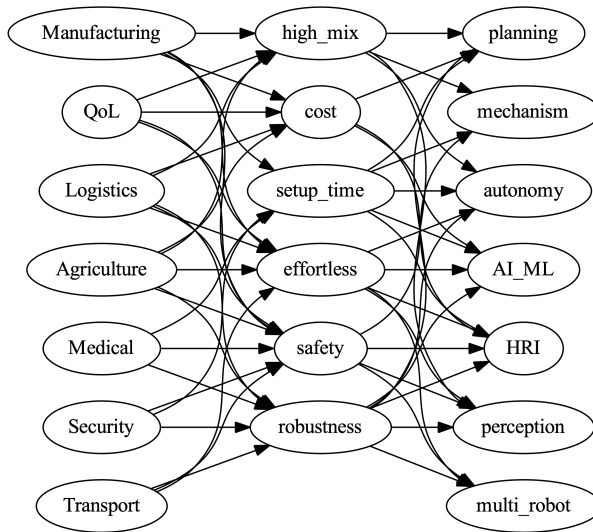 Manufacturing high_mix planning
QoL cost mechanism
Logistics setup_time autonomy
Agriculture effortless AI_ML
Medical safety HRI
Security robustness perception
Transport multi_robot